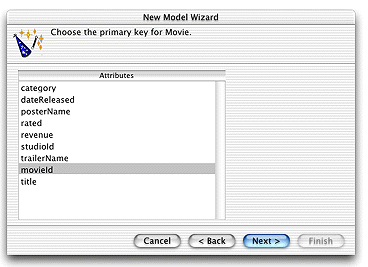 New Model Wizard
Choose the primary key for Movie.
Attributes
category
dateReleased
posterName
rated
revenue
studioId
trailerName
movieId
title
Cancel
< Back
Next >
Finish